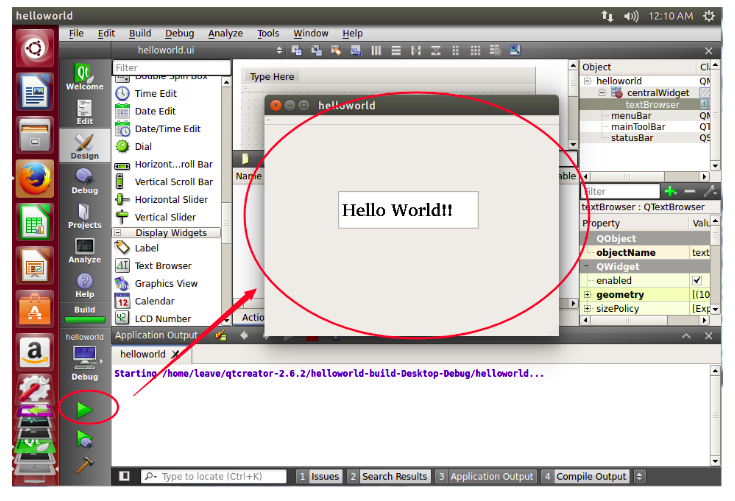 helloworld
12:10 AM
File Edit Build Debug Analyze Tools Window Help
helloworld.ui
Qt
Welcome
Edit
Design
Debug
Projects
Analyze
Help
Build
helloworld
Debug
Filter
Double Spin Box
Time Edit
Date Edit
Date/Time Edit
Dial
Horizont...roll Bar
Vertical Scroll Bar
Horizontal Slider
Vertical Slider
Display Widgets
Label
Text Browser
Graphics View
12 Calendar
LCD Number
Type Here
Name
able
Actio
helloworld
Hello World!!
Object Cl
helloworld QM
centralWidget
textBrowser
menuBar QM
mainToolBar QT
statusBar QS
Filter
textBrowser : QTextBrowser
Property Valu
QObject
objectName text
QWidget
enabled
geometry [(10
sizePolicy [Exp
Application Output
helloworld
Starting /home/leave/qtcreator-2.6.2/helloworld-build-Desktop-Debug/helloworld...
Type to locate (Ctrl+K) 1 Issues 2 Search Results 3 Application Output 4 Compile Output